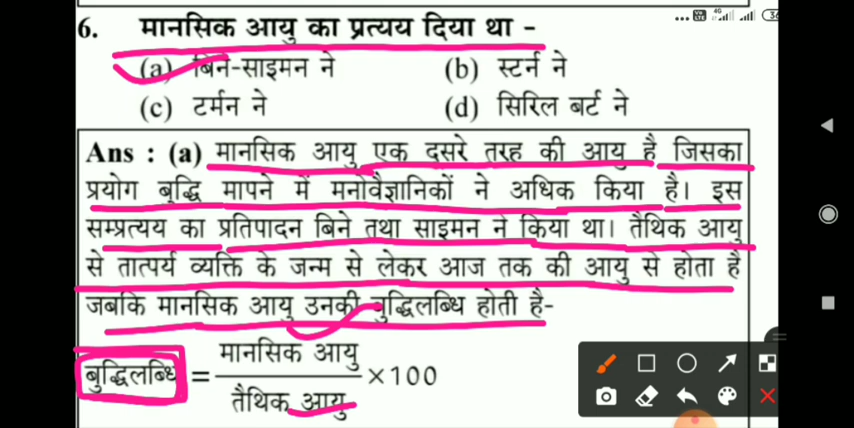 6. मानसिक आयु का प्रत्यय दिया था -
(a) बिने-साइमन ने (b) स्टर्न ने
(c) टर्मन ने (d) सिरिल बर्ट ने
Ans : (a) मानसिक आयु एक दूसरे तरह की आयु है जिसका
प्रयोग बुद्धि मापने में मनोवैज्ञानिकों ने अधिक किया है। इस
सम्प्रत्यय का प्रतिपादन बिने तथा साइमन ने किया था। तैथिक आयु
से तात्पर्य व्यक्ति के जन्म से लेकर आज तक की आयु से होता है
जबकि मानसिक आयु उनकी बुद्धिलब्धि होती है-
मानसिक आयु
बुद्धिलब्धि = ×100
तैथिक आयु
4G